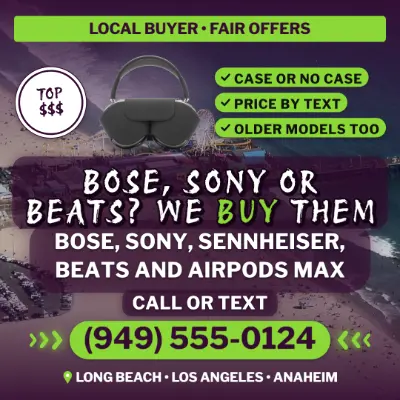 LOCAL BUYER • FAIR OFFERS
TOP
$$$
✓ CASE OR NO CASE
✓ PRICE BY TEXT
✓ OLDER MODELS TOO
BOSE, SONY OR
BEATS? WE BUY THEM
BOSE, SONY, SENNHEISER,
BEATS AND AIRPODS MAX
CALL OR TEXT
(949) 555-0124
LONG BEACH • LOS ANGELES • ANAHEIM